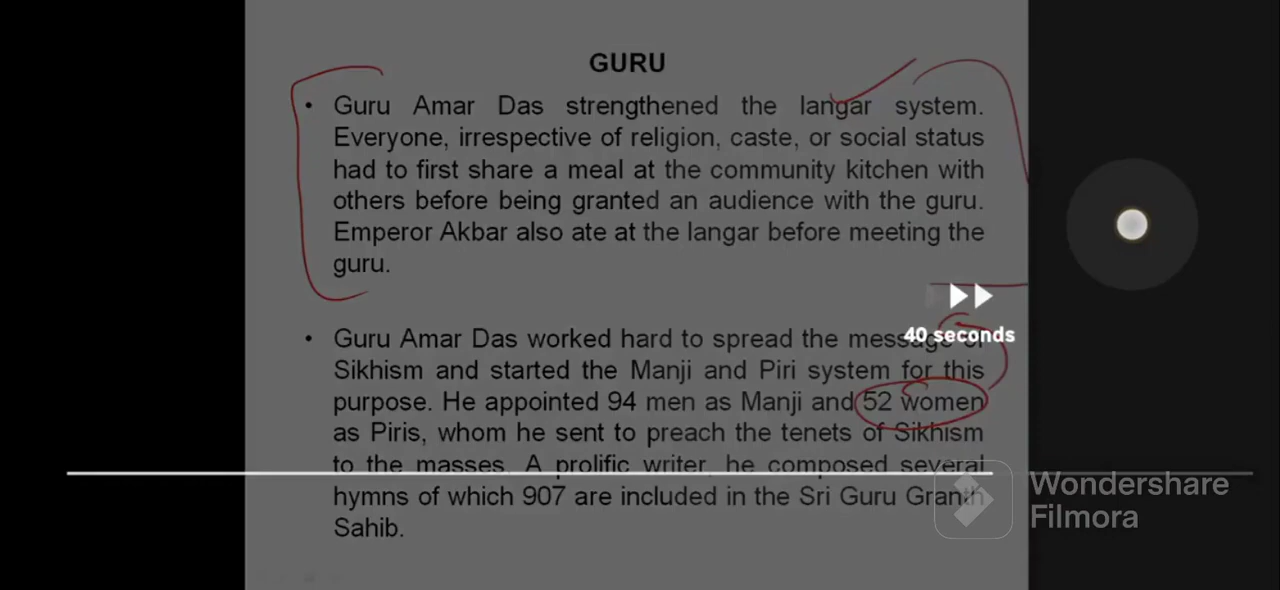 GURU
• Guru Amar Das strengthened the langar system.
Everyone, irrespective of religion, caste, or social status
had to first share a meal at the community kitchen with
others before being granted an audience with the guru.
Emperor Akbar also ate at the langar before meeting the
guru.
40 seconds
• Guru Amar Das worked hard to spread the message of
Sikhism and started the Manji and Piri system for this
purpose. He appointed 94 men as Manji and 52 women
as Piris, whom he sent to preach the tenets of Sikhism
to the masses. A prolific writer, he composed several
hymns of which 907 are included in the Sri Guru Granth
Sahib.
Wondershare
Filmora